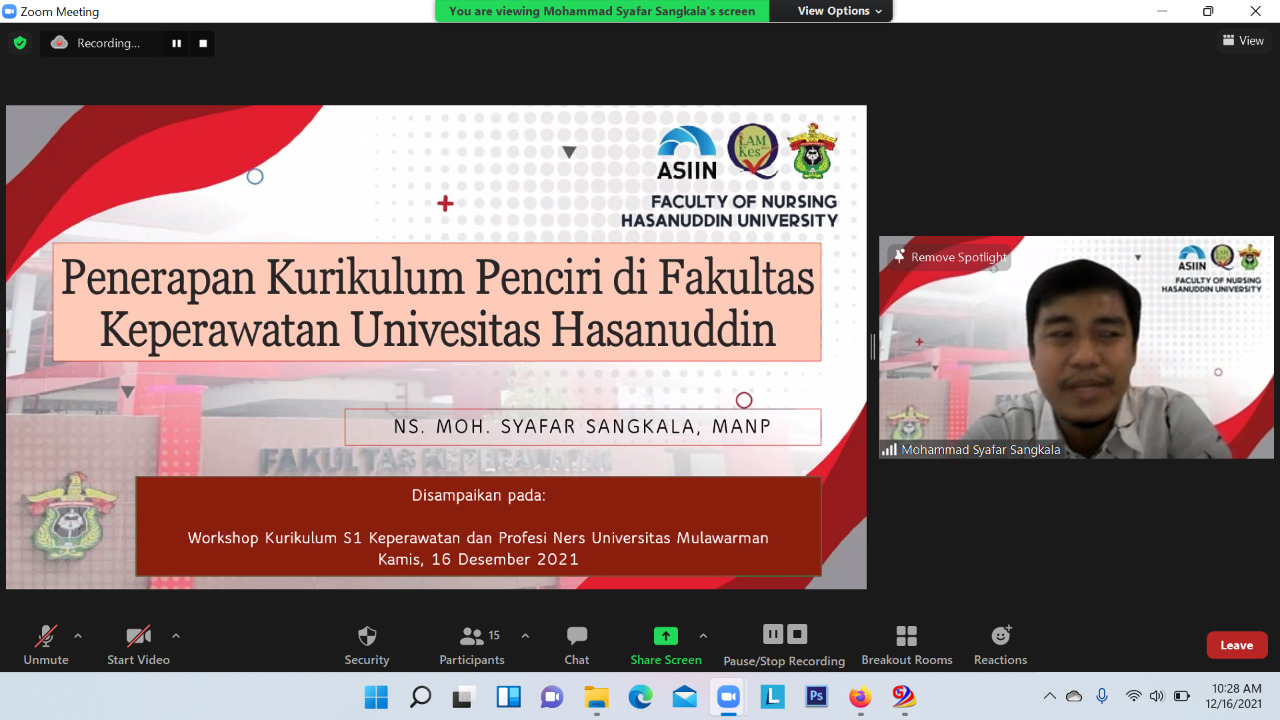 Zoom Meeting
You are viewing Mohammad Syafar Sangkala's screen
View Options
Recording...
View
ASIIN
LAM
Kes
FACULTY OF NURSING
HASANUDDIN UNIVERSITY
Penerapan Kurikulum Penciri di Fakultas
Keperawatan Univesitas Hasanuddin
NS. MOH. SYAFAR SANGKALA, MANP
FAKULTAS KEPERAWATAN
Disampaikan pada:
Workshop Kurikulum S1 Keperawatan dan Profesi Ners Universitas Mulawarman
Kamis, 16 Desember 2021
Remove Spotlight
ASIIN
FACULTY OF NURSING
HASANUDDIN UNIVERSITY
Mohammad Syafar Sangkala
Unmute
Start Video
Security
Participants
15
Chat
Share Screen
Pause/Stop Recording
Breakout Rooms
Reactions
Leave
L
Ps
10:28 AM
12/16/2021